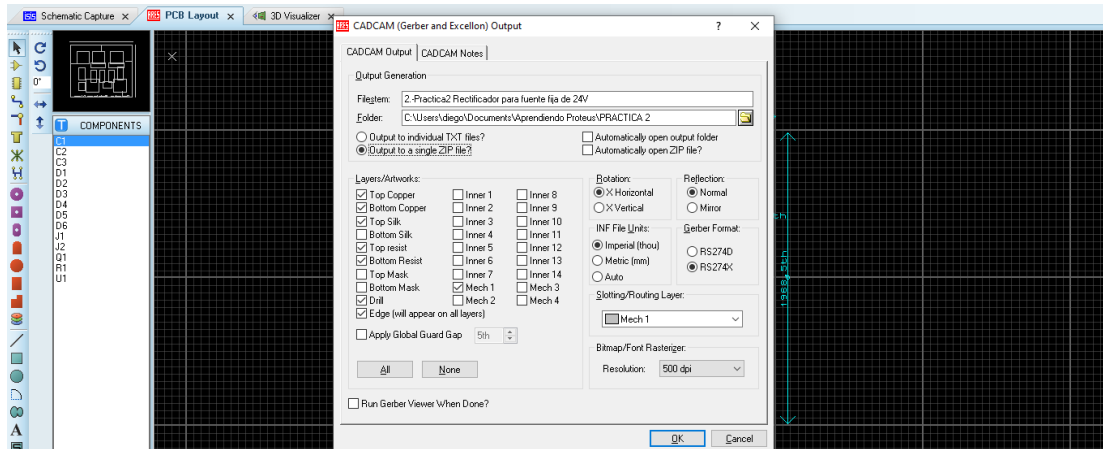 Schematic Capture
PCB Layout
3D Visualizer
0°
COMPONENTS
C1
C2
C3
D1
D2
D3
D4
D5
D6
J1
J2
Q1
R1
U1
CADCAM (Gerber and Excellon) Output
CADCAM Output
CADCAM Notes
Output Generation
Filestem: 2.-Practica2 Rectificador para fuente fija de 24V
Folder: C:\Users\diego\Documents\Aprendiendo Proteus\PRACTICA 2
Output to individual TXT files?
Automatically open output folder
Output to a single ZIP file?
Automatically open ZIP file?
Layers/Artworks:
Top Copper Inner 1 Inner 8
Bottom Copper Inner 2 Inner 9
Top Silk Inner 3 Inner 10
Bottom Silk Inner 4 Inner 11
Top resist Inner 5 Inner 12
Bottom Resist Inner 6 Inner 13
Top Mask Inner 7 Inner 14
Bottom Mask Mech 1 Mech 3
Drill Mech 2 Mech 4
Edge (will appear on all layers)
Apply Global Guard Gap 5th
All None
Run Gerber Viewer When Done?
Rotation:
X Horizontal
X Vertical
Reflection:
Normal
Mirror
INF File Units:
Imperial (thou)
Metric (mm)
Auto
Gerber Format:
RS274D
RS274X
Slotting/Routing Layer:
Mech 1
Bitmap/Font Rasterizer:
Resolution: 500 dpi
OK Cancel
1968.5th